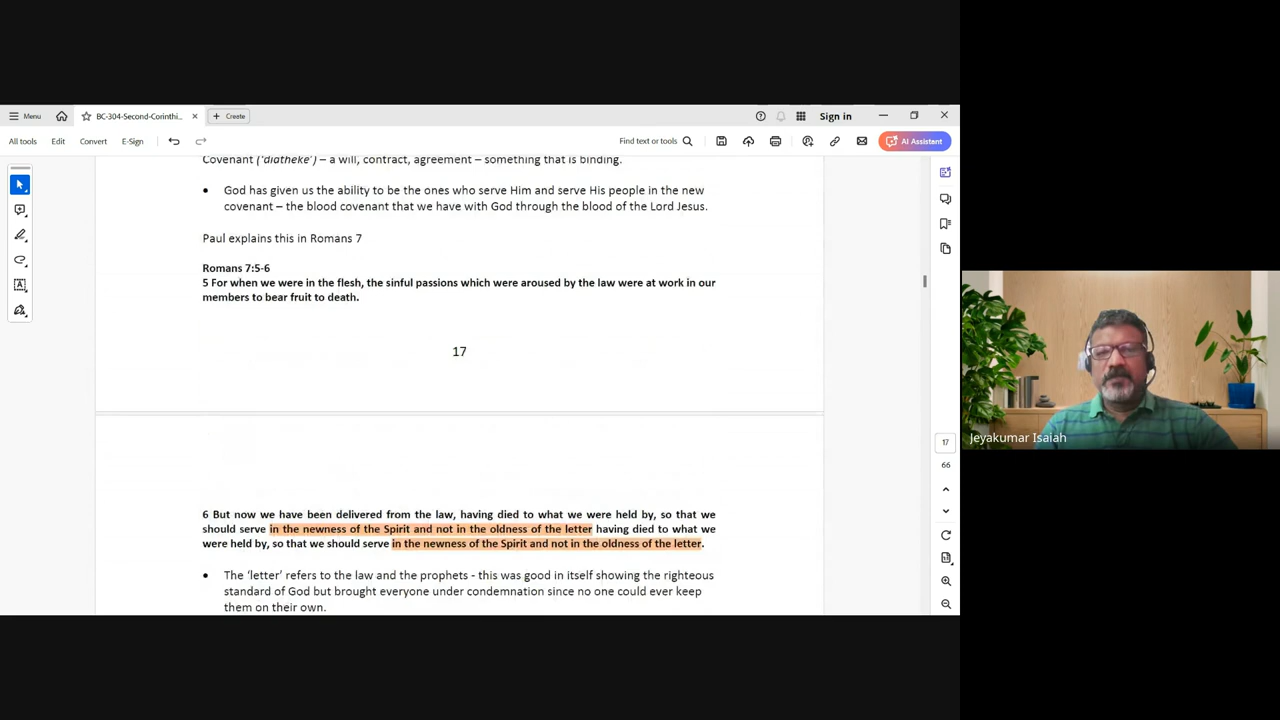 Menu
BC-304-Second-Corinthi...
Create
Sign in
All tools
Edit
Convert
E-Sign
Find text or tools
AI Assistant
Covenant ('diatheke') – a will, contract, agreement – something that is binding.
• God has given us the ability to be the ones who serve Him and serve His people in the new
covenant – the blood covenant that we have with God through the blood of the Lord Jesus.
Paul explains this in Romans 7
Romans 7:5-6
5 For when we were in the flesh, the sinful passions which were aroused by the law were at work in our
members to bear fruit to death.
17
6 But now we have been delivered from the law, having died to what we were held by, so that we
should serve in the newness of the Spirit and not in the oldness of the letter having died to what we
were held by, so that we should serve in the newness of the Spirit and not in the oldness of the letter.
• The 'letter' refers to the law and the prophets - this was good in itself showing the righteous
standard of God but brought everyone under condemnation since no one could ever keep
them on their own.
17
66
Jeyakumar Isaiah